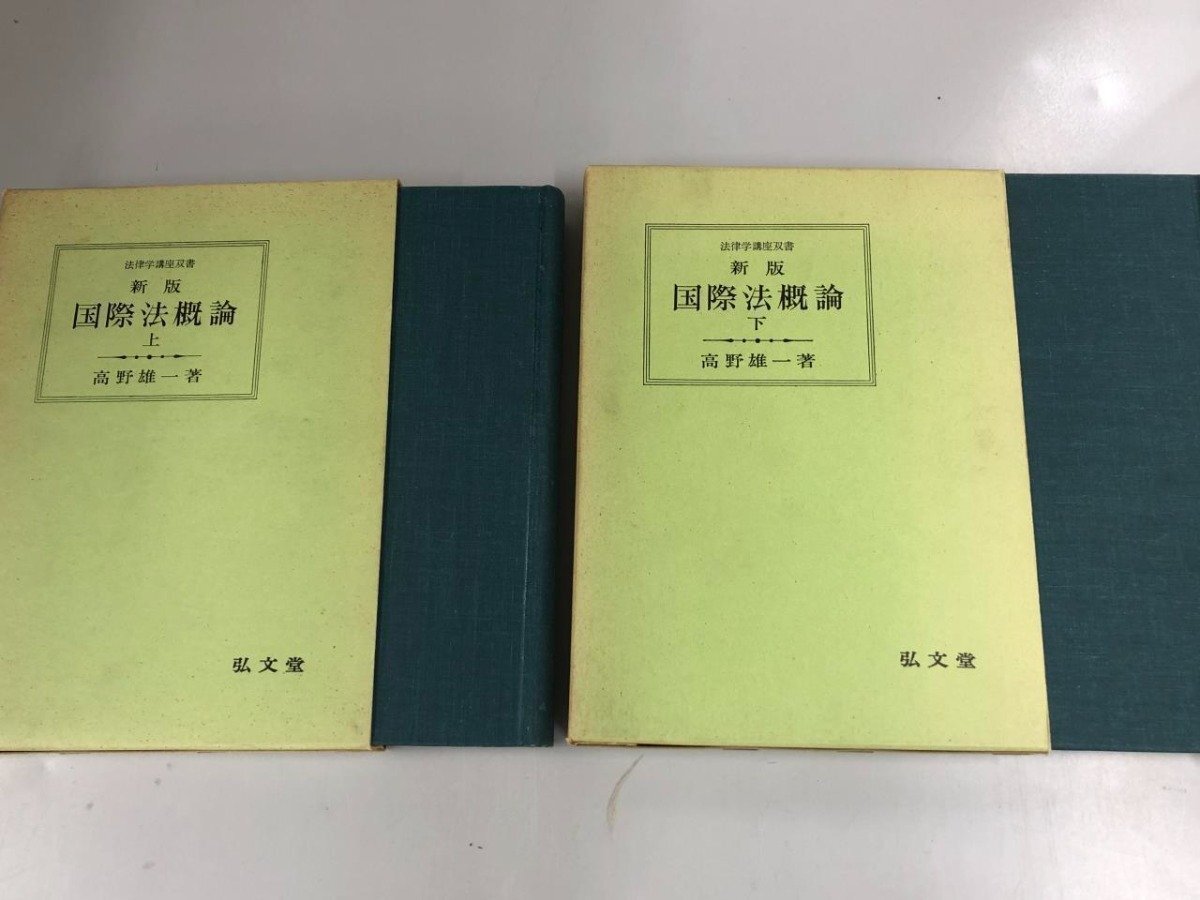 法律学講座双書
新版
国際法概論
上
高野雄一著
弘文堂
法律学講座双書
新版
国際法概論
下
高野雄一著
弘文堂